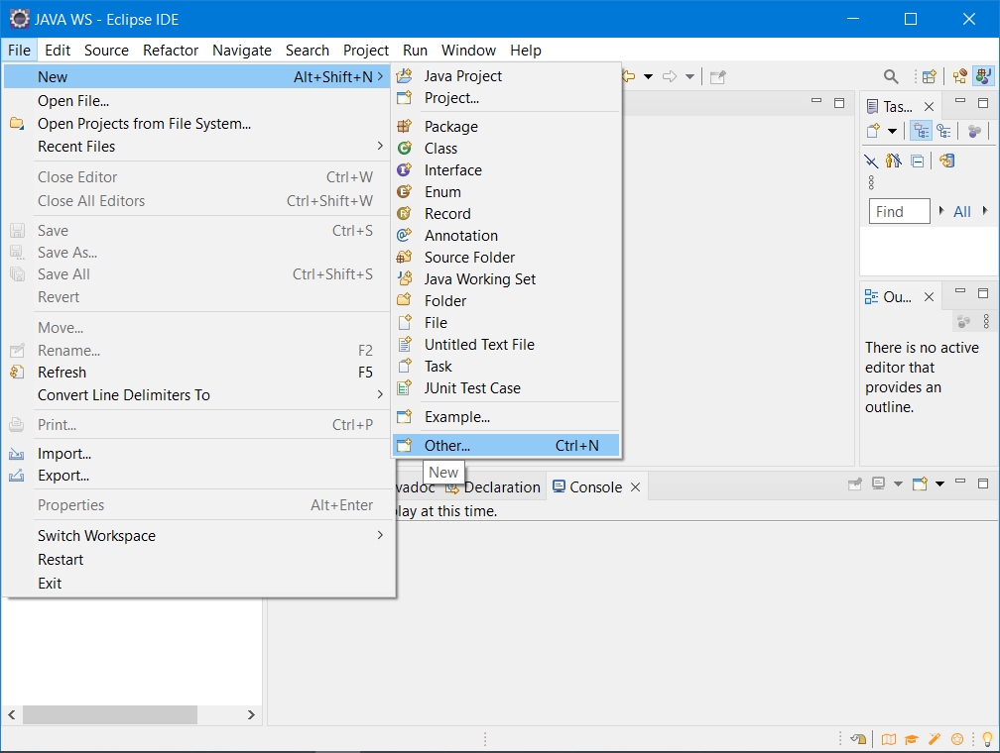 JAVA WS - Eclipse IDE
File Edit Source Refactor Navigate Search Project Run Window Help
New Alt+Shift+N
Open File...
Open Projects from File System...
Recent Files
Close Editor Ctrl+W
Close All Editors Ctrl+Shift+W
Save Ctrl+S
Save As...
Save All Ctrl+Shift+S
Revert
Move...
Rename... F2
Refresh F5
Convert Line Delimiters To
Print... Ctrl+P
Import...
Export...
Properties Alt+Enter
Switch Workspace
Restart
Exit
Java Project
Project...
Package
Class
Interface
Enum
Record
Annotation
Source Folder
Java Working Set
Folder
File
Untitled Text File
Task
JUnit Test Case
Example...
Other... Ctrl+N
New
Tas...
Find All
Ou...
There is no active
editor that
provides an
outline.
vadoc Declaration Console
lay at this time.